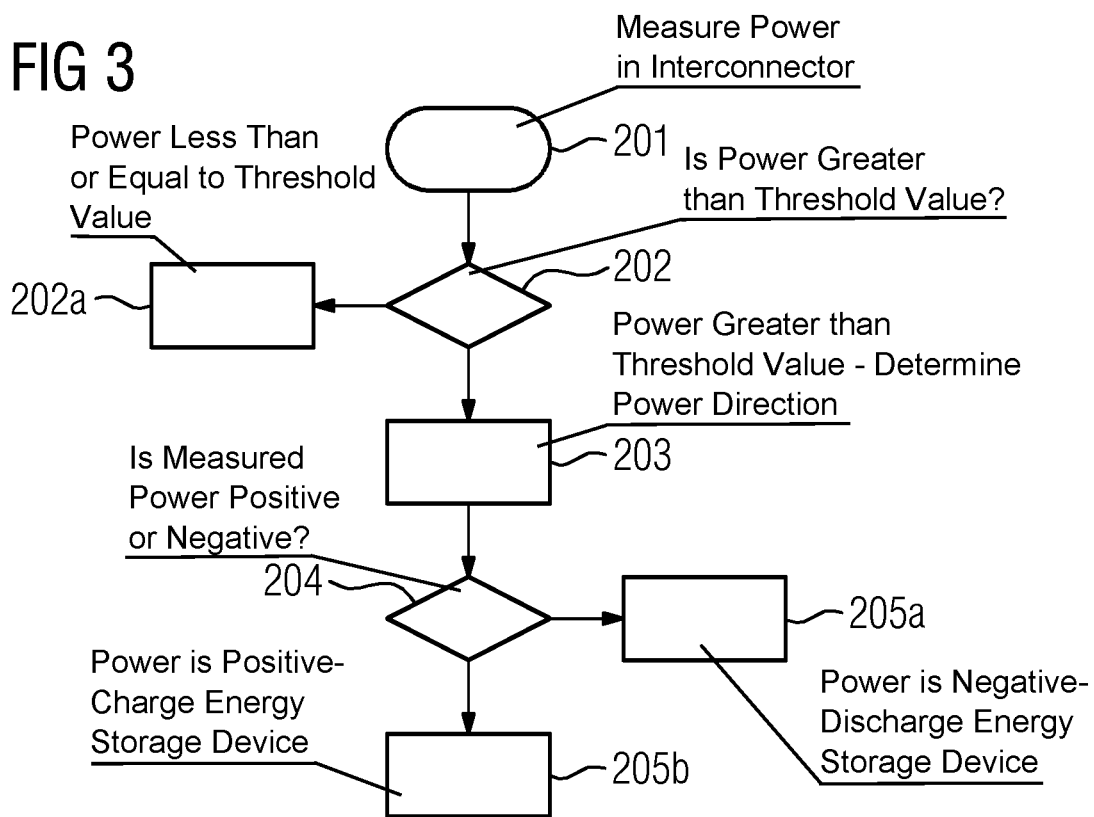 FIG 3
Measure Power
in Interconnector
201
Power Less Than
or Equal to Threshold
Value
Is Power Greater
than Threshold Value?
202
202a
Power Greater than
Threshold Value - Determine
Power Direction
203
Is Measured
Power Positive
or Negative?
204
205a
Power is Positive-
Charge Energy
Storage Device
Power is Negative-
Discharge Energy
Storage Device
205b